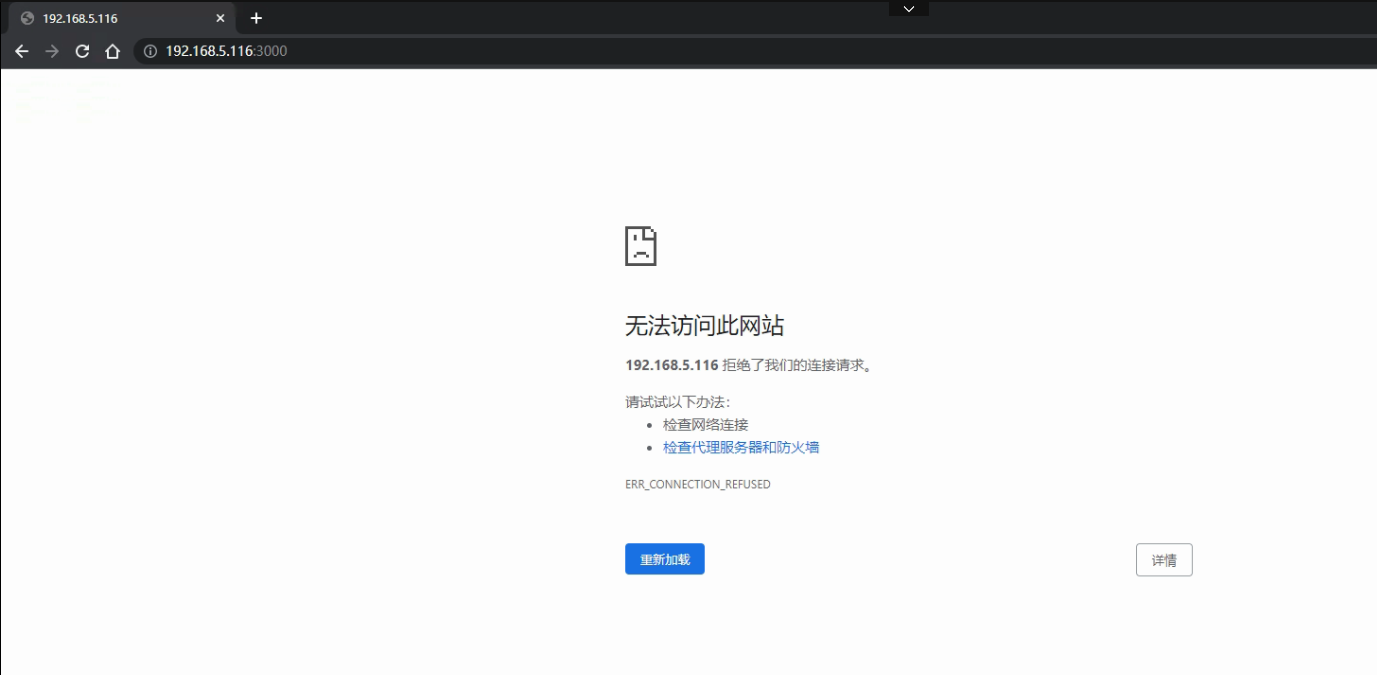 192.168.5.116
192.168.5.116:3000
无法访问此网站
192.168.5.116 拒绝了我们的连接请求。
请试试以下办法：
检查网络连接
检查代理服务器和防火墙
ERR_CONNECTION_REFUSED
重新加载
详情